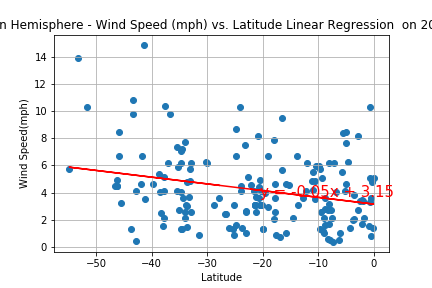 n Hemisphere - Wind Speed (mph) vs. Latitude Linear Regression on 20
14
12
10
8
6
4
2
0
Wind Speed(mph)
y = -0.05x + 3.15
−50 −40 −30 −20 −10 0
Latitude